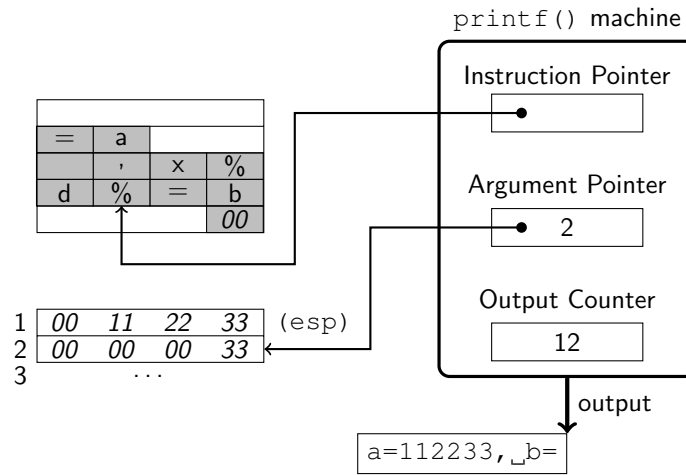 printf() machine
Instruction Pointer
= a
, x %
d % = b
00
Argument Pointer
2
Output Counter
12
1 00 11 22 33 (esp)
2 00 00 00 33
3 ...
output
a=112233,␣b=